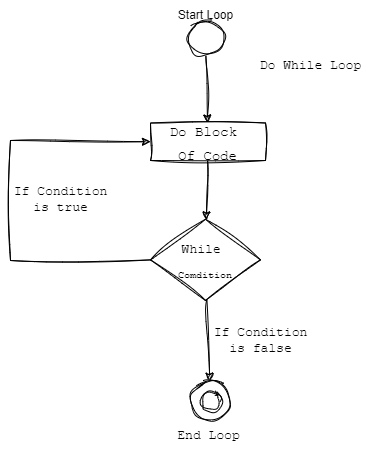 Start Loop
Do While Loop
Do Block
Of Code
If Condition
is true
While
Comdition
If Condition
is false
End Loop